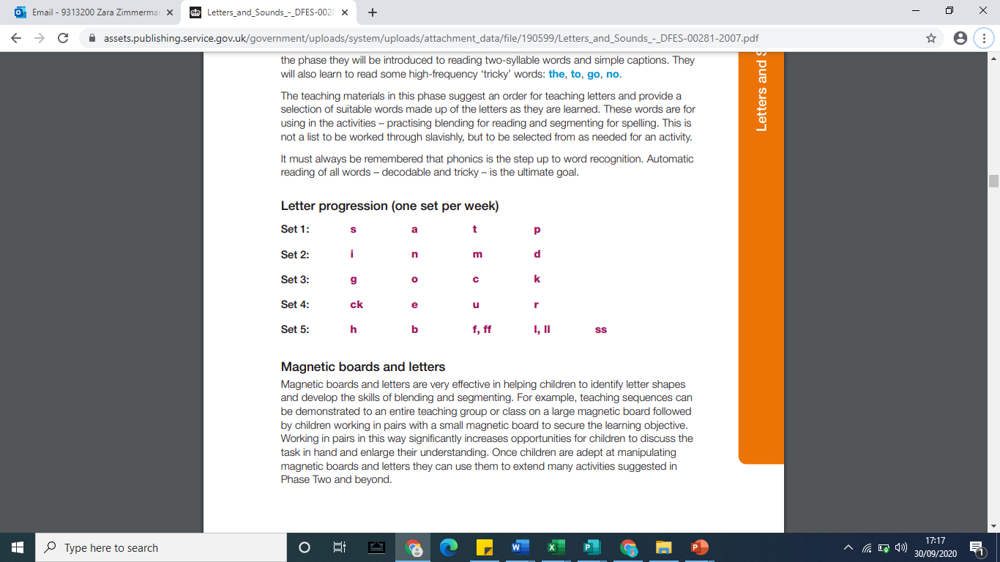 Email - 9313200 Zara Zimmerma
Letters_and_Sounds_-_DFES-0028
assets.publishing.service.gov.uk/government/uploads/system/uploads/attachment_data/file/190599/Letters_and_Sounds_-_DFES-00281-2007.pdf
the phase they will be introduced to reading two-syllable words and simple captions. They
will also learn to read some high-frequency ‘tricky’ words: the, to, go, no.
The teaching materials in this phase suggest an order for teaching letters and provide a
selection of suitable words made up of the letters as they are learned. These words are for
using in the activities – practising blending for reading and segmenting for spelling. This is
not a list to be worked through slavishly, but to be selected from as needed for an activity.
It must always be remembered that phonics is the step up to word recognition. Automatic
reading of all words – decodable and tricky – is the ultimate goal.
Letter progression (one set per week)
Set 1: s a t p
Set 2: i n m d
Set 3: g o c k
Set 4: ck e u r
Set 5: h b f, ff l, ll ss
Magnetic boards and letters
Magnetic boards and letters are very effective in helping children to identify letter shapes
and develop the skills of blending and segmenting. For example, teaching sequences can
be demonstrated to an entire teaching group or class on a large magnetic board followed
by children working in pairs with a small magnetic board to secure the learning objective.
Working in pairs in this way significantly increases opportunities for children to discuss the
task in hand and enlarge their understanding. Once children are adept at manipulating
magnetic boards and letters they can use them to extend many activities suggested in
Phase Two and beyond.
Letters and S
Type here to search
17:17
30/09/2020
1